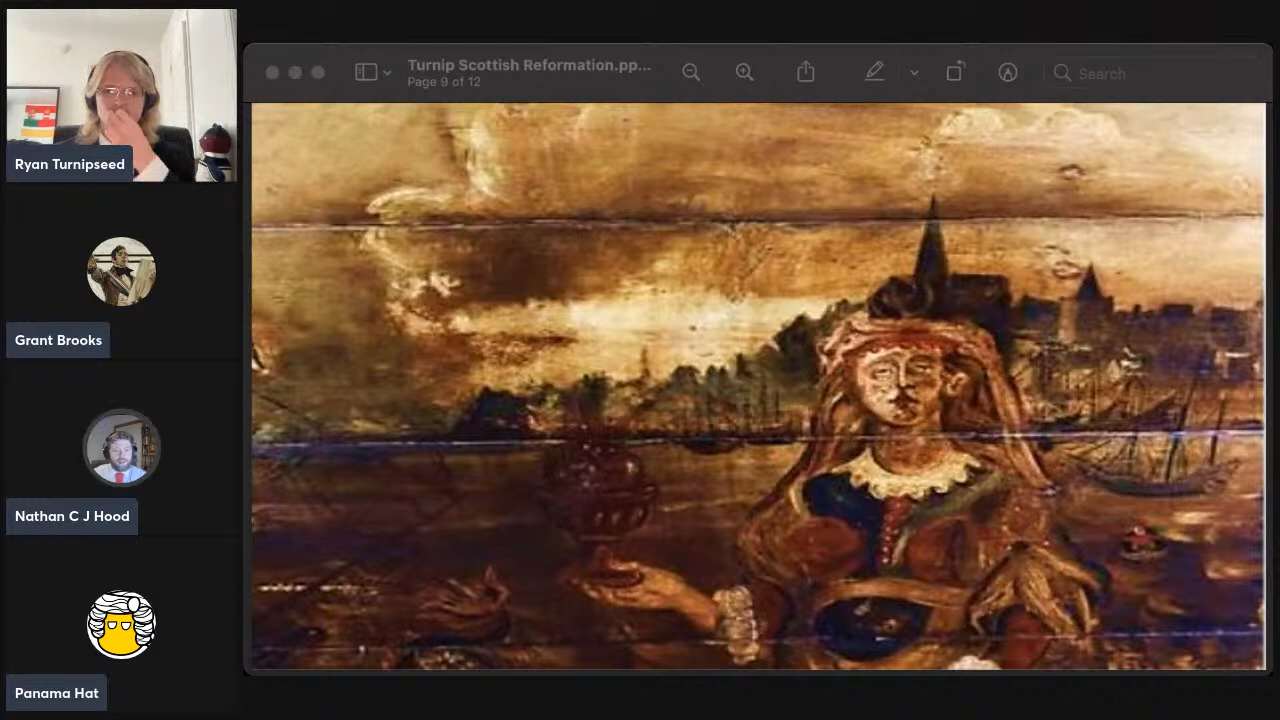 Turnip Scottish Reformation.pp...
Page 9 of 12
Search
Ryan Turnipseed
Grant Brooks
Nathan C J Hood
Panama Hat